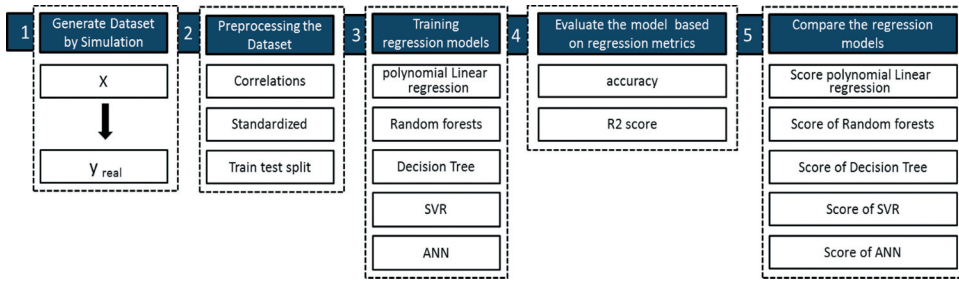 1
Generate Dataset
by Simulation
X
y real
2
Preprocessing the
Dataset
Correlations
Standardized
Train test split
3
Training
regression models
polynomial Linear
regression
Random forests
Decision Tree
SVR
ANN
4
Evaluate the model based
on regression metrics
accuracy
R2 score
5
Compare the regression
models
Score polynomial Linear
regression
Score of Random forests
Score of Decision Tree
Score of SVR
Score of ANN